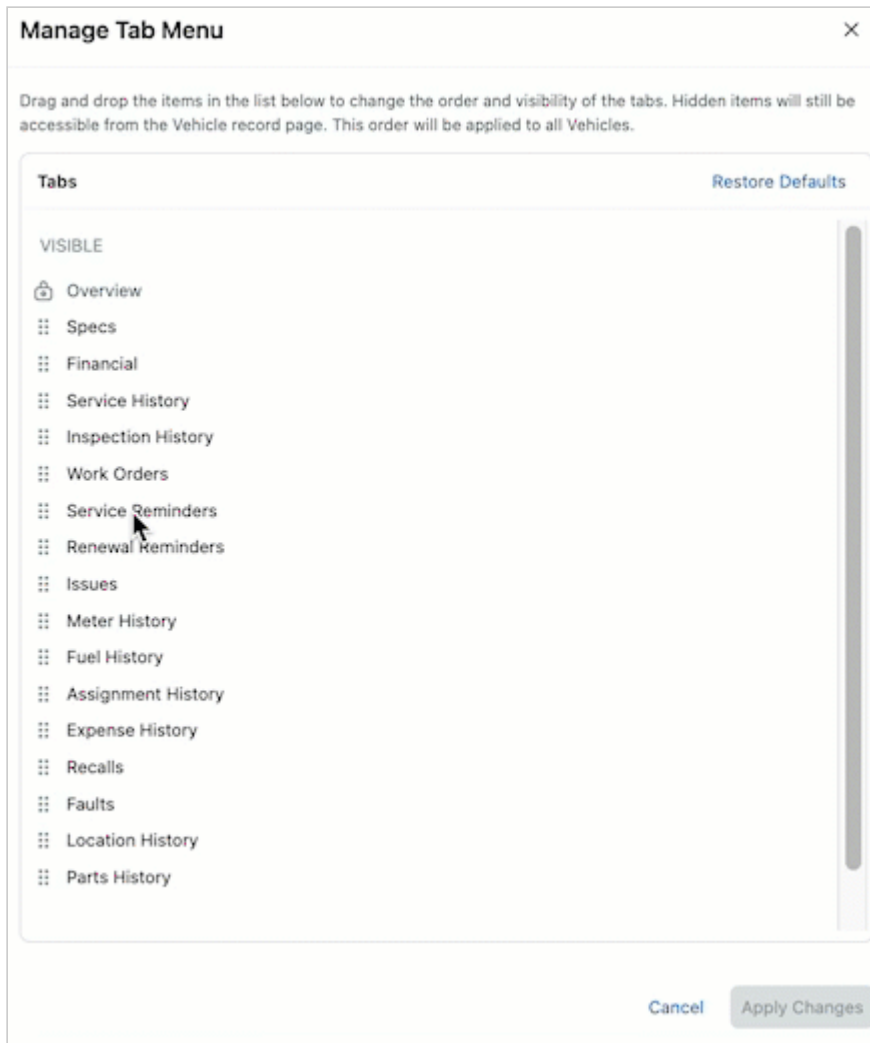 Manage Tab Menu
Drag and drop the items in the list below to change the order and visibility of the tabs. Hidden items will still be
accessible from the Vehicle record page. This order will be applied to all Vehicles.
Tabs
Restore Defaults
VISIBLE
Overview
Specs
Financial
Service History
Inspection History
Work Orders
Service Reminders
Renewal Reminders
Issues
Meter History
Fuel History
Assignment History
Expense History
Recalls
Faults
Location History
Parts History
Cancel
Apply Changes